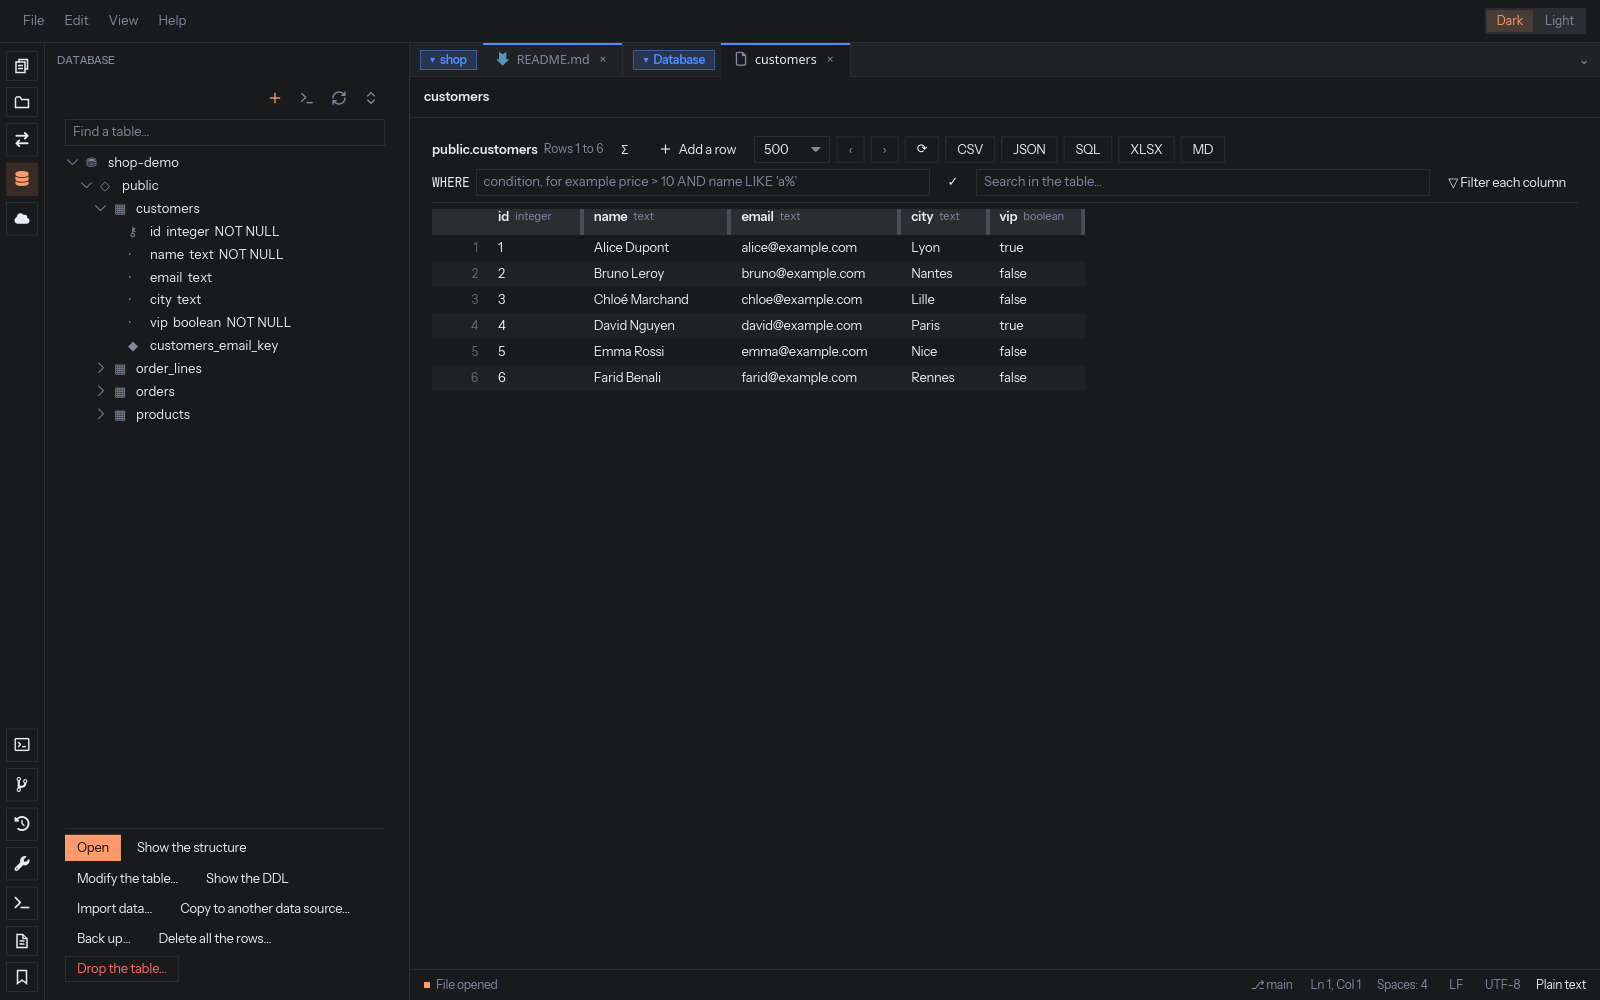 File Edit View Help Dark Light
DATABASE
▾ shop README.md × ▾ Database customers ×
customers
Find a table...
shop-demo
public
customers
id integer NOT NULL
name text NOT NULL
email text
city text
vip boolean NOT NULL
customers_email_key
order_lines
orders
products
public.customers Rows 1 to 6 Σ + Add a row 500 ‹ › ⟳ CSV JSON SQL XLSX MD
WHERE condition, for example price > 10 AND name LIKE 'a%' ✓ Search in the table... ▽ Filter each column
id integer name text email text city text vip boolean
1 1 Alice Dupont alice@example.com Lyon true
2 2 Bruno Leroy bruno@example.com Nantes false
3 3 Chloé Marchand chloe@example.com Lille false
4 4 David Nguyen david@example.com Paris true
5 5 Emma Rossi emma@example.com Nice false
6 6 Farid Benali farid@example.com Rennes false
Open Show the structure
Modify the table... Show the DDL
Import data... Copy to another data source...
Back up... Delete all the rows...
Drop the table...
File opened main Ln 1, Col 1 Spaces: 4 LF UTF-8 Plain text